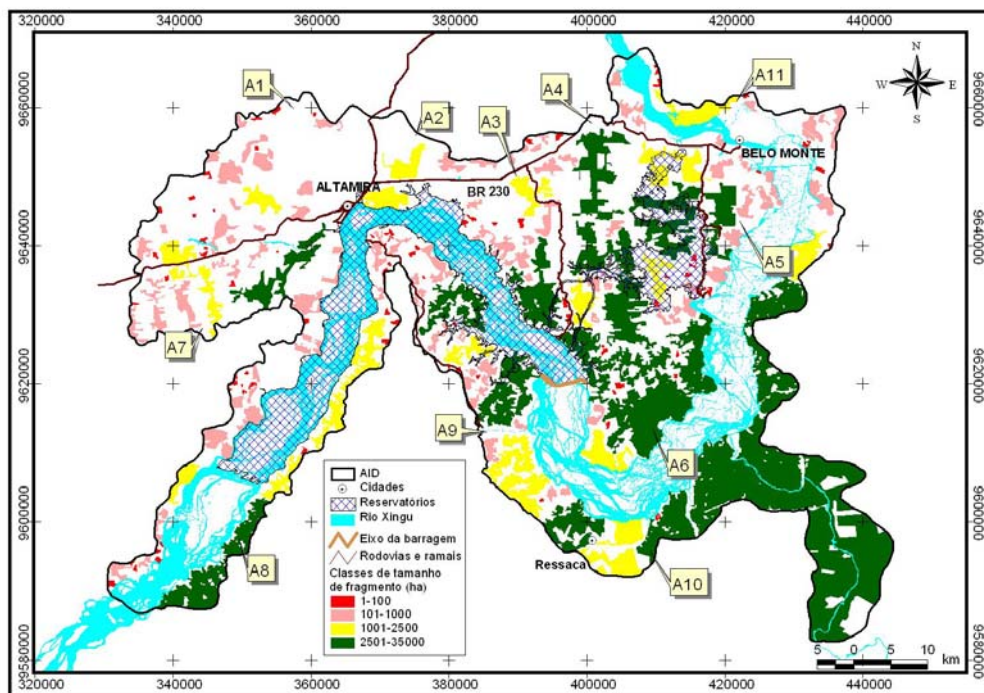 320000 340000 360000 380000 400000 420000 440000
9660000
9640000
9620000
9600000
9580000
A1
A2
A3
A4
A11
N
W E
S
BELO MONTE
ALTAMIRA
BR 230
A5
A7
A9
A6
A8
Ressaca
A10
AID
Cidades
Reservatórios
Rio Xingu
Eixo da barragem
Rodovias e ramais
Classes de tamanho
de fragmento (ha)
1-100
101-1000
1001-2500
2501-35000
5 0 5 10
km
9660000
9640000
9620000
9600000
9580000
320000 340000 360000 380000 400000 420000 440000